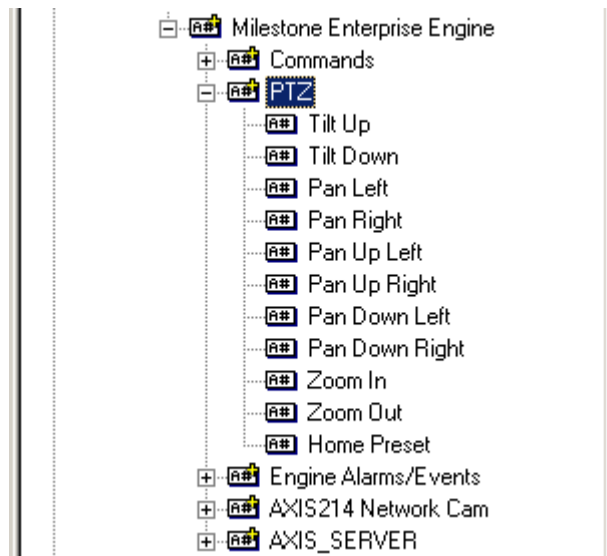 Milestone Enterprise Engine
Commands
PTZ
A# Tilt Up
A# Tilt Down
A# Pan Left
A# Pan Right
A# Pan Up Left
A# Pan Up Right
A# Pan Down Left
A# Pan Down Right
A# Zoom In
A# Zoom Out
A# Home Preset
Engine Alarms/Events
AXIS214 Network Cam
AXIS_SERVER